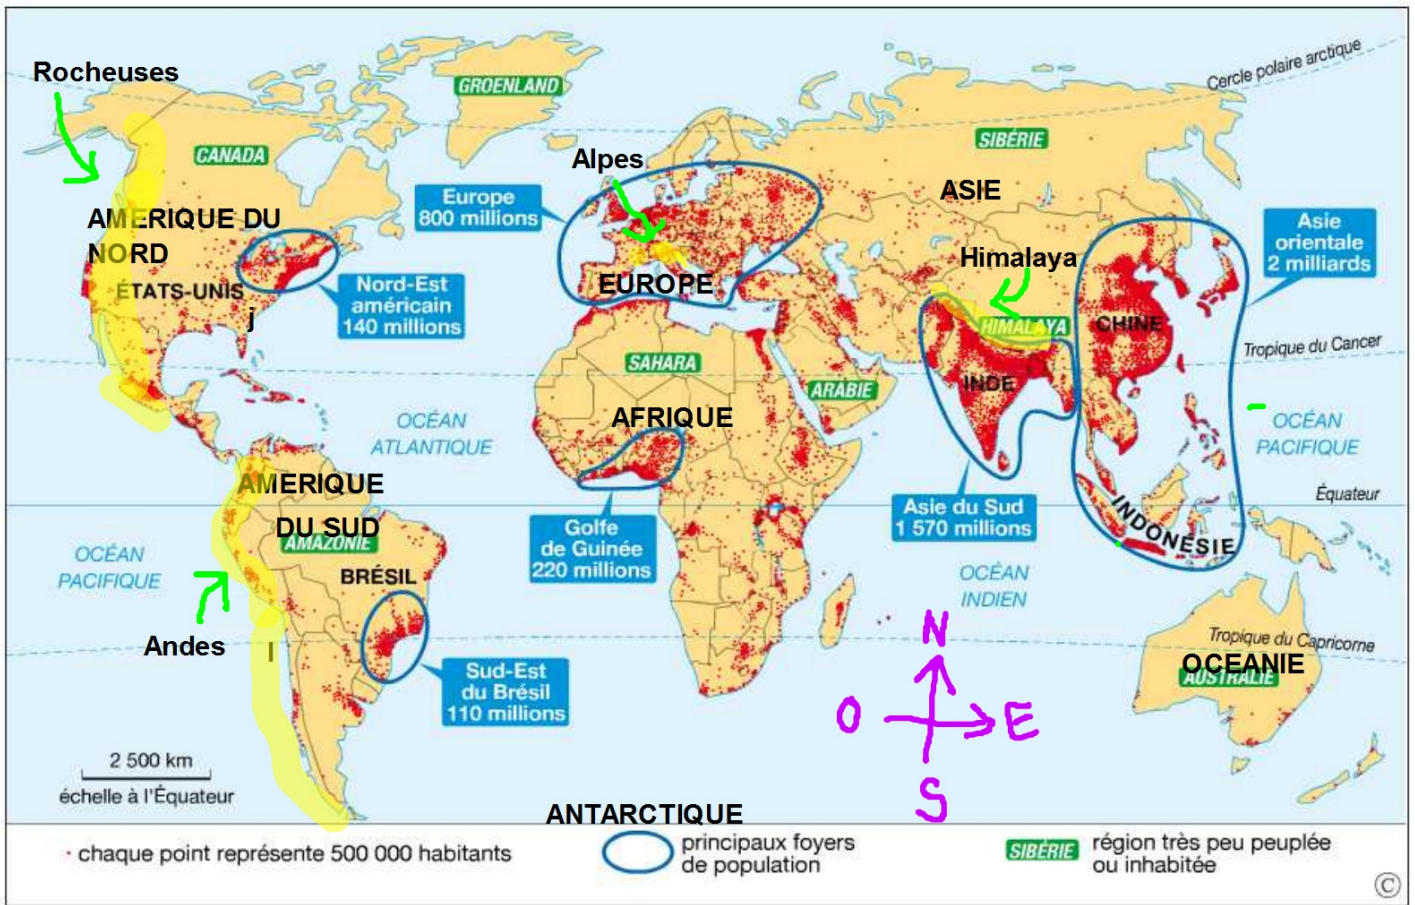 Rocheuses
GROENLAND
Cercle polaire arctique
CANADA
SIBÉRIE
Alpes
Europe
800 millions
ASIE
AMERIQUE DU
NORD
Asie
orientale
2 milliards
Himalaya
ÉTATS-UNIS
j
Nord-Est
américain
140 millions
EUROPE
HIMALAYA
CHINE
Tropique du Cancer
SAHARA
ARABIE
INDE
AFRIQUE
OCÉAN
ATLANTIQUE
OCÉAN
PACIFIQUE
AMERIQUE
DU SUD
AMAZONIE
Équateur
Asie du Sud
1 570 millions
INDONÉSIE
Golfe
de Guinée
220 millions
OCÉAN
PACIFIQUE
BRÉSIL
OCÉAN
INDIEN
Andes
l
N
O
E
S
Tropique du Capricorne
OCEANIE
AUSTRALIE
Sud-Est
du Brésil
110 millions
2 500 km
échelle à l'Équateur
ANTARCTIQUE
chaque point représente 500 000 habitants
principaux foyers
de population
SIBÉRIE
région très peu peuplée
ou inhabitée
©